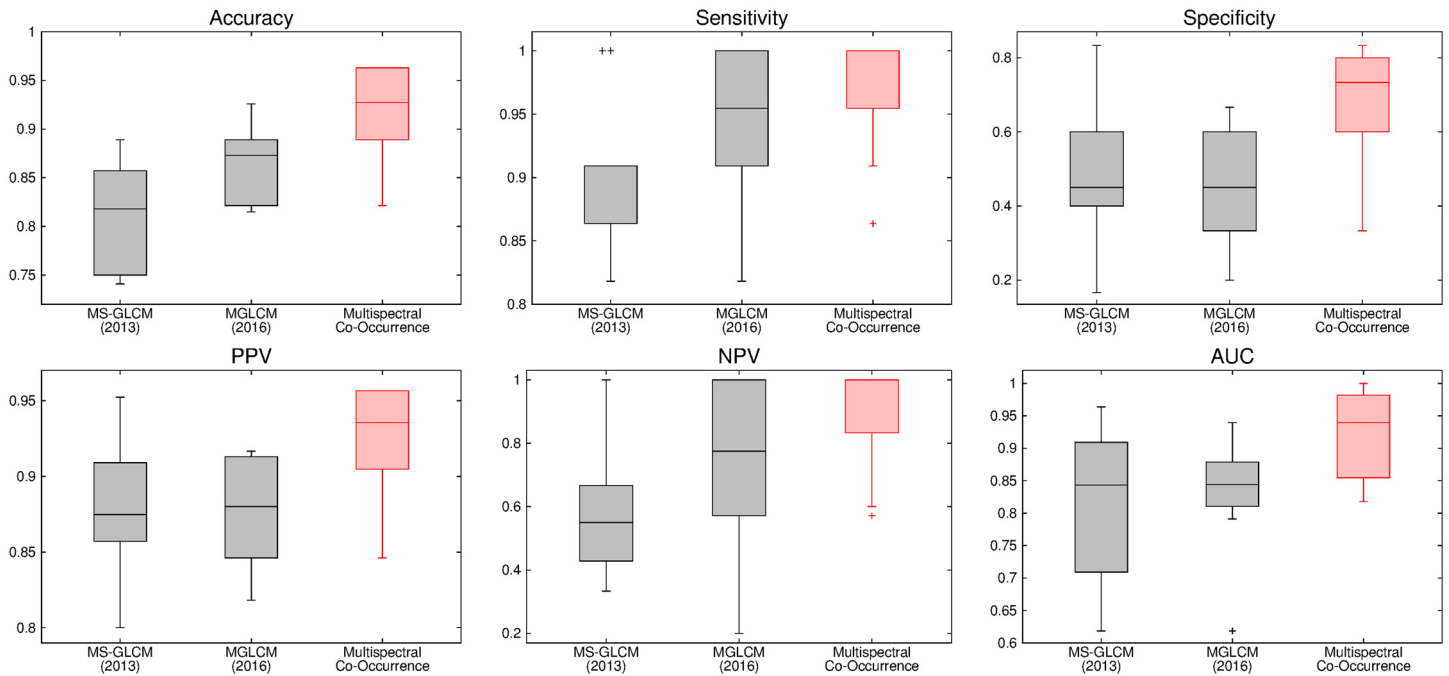 Accuracy
1
0.95
0.9
0.85
0.8
0.75
MS-GLCM
(2013)
MGLCM
(2016)
Multispectral
Co-Occurrence
Sensitivity
1
0.95
0.9
0.85
0.8
MS-GLCM
(2013)
MGLCM
(2016)
Multispectral
Co-Occurrence
Specificity
0.8
0.6
0.4
0.2
MS-GLCM
(2013)
MGLCM
(2016)
Multispectral
Co-Occurrence
PPV
0.95
0.9
0.85
0.8
MS-GLCM
(2013)
MGLCM
(2016)
Multispectral
Co-Occurrence
NPV
1
0.8
0.6
0.4
0.2
MS-GLCM
(2013)
MGLCM
(2016)
Multispectral
Co-Occurrence
AUC
1
0.95
0.9
0.85
0.8
0.75
0.7
0.65
0.6
MS-GLCM
(2013)
MGLCM
(2016)
Multispectral
Co-Occurrence